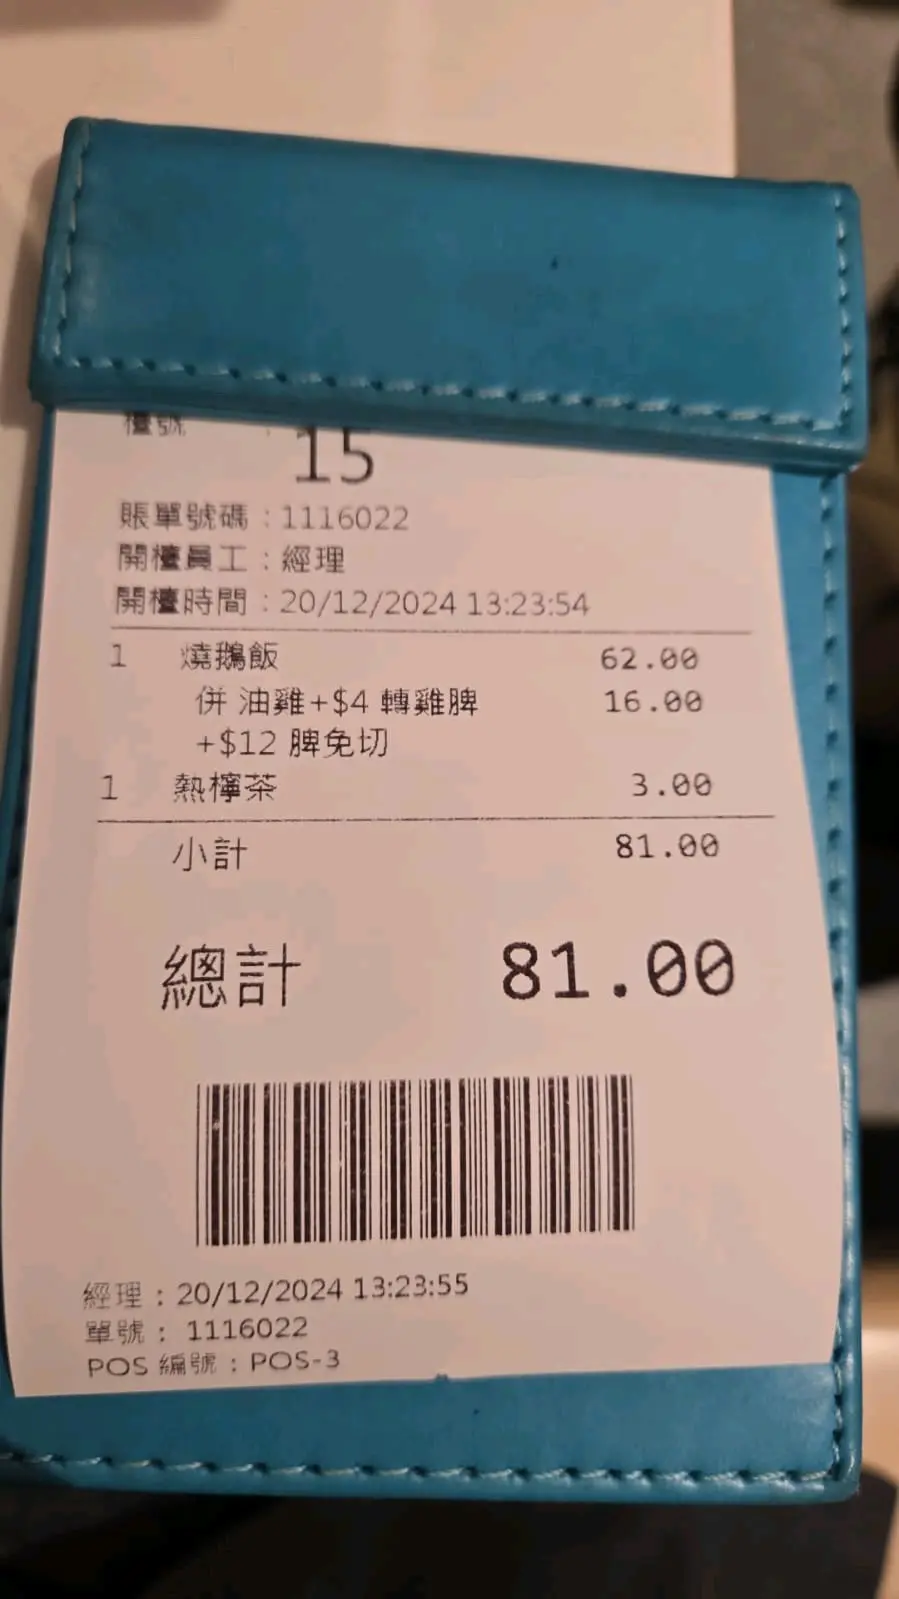 檯號 : 15
賬單號碼 : 1116022
開檯員工 : 經理
開檯時間 : 20/12/2024 13:23:54
1 燒鵝飯 62.00
併 油雞+$4 轉雞脾 16.00
+$12 脾免切
1 熱檸茶 3.00
小計 81.00
總計 81.00
經理 : 20/12/2024 13:23:55
單號 : 1116022
POS 編號 : POS-3